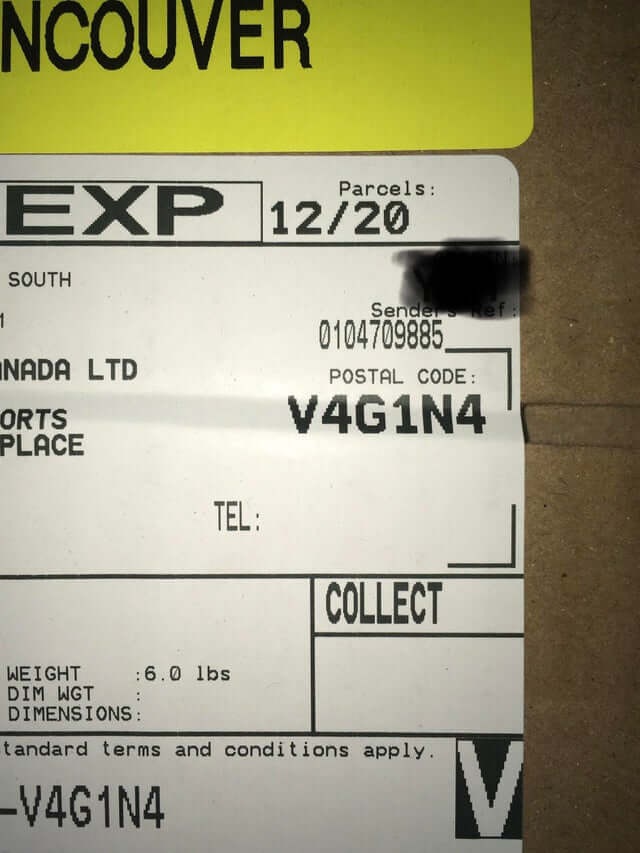 NCOUVER
EXP
Parcels:
12/20
SOUTH
Sender's Ref:
0104709885
NADA LTD
POSTAL CODE:
V4G1N4
ORTS
PLACE
TEL:
COLLECT
WEIGHT :6.0 lbs
DIM WGT :
DIMENSIONS:
tandard terms and conditions apply.
-V4G1N4
V